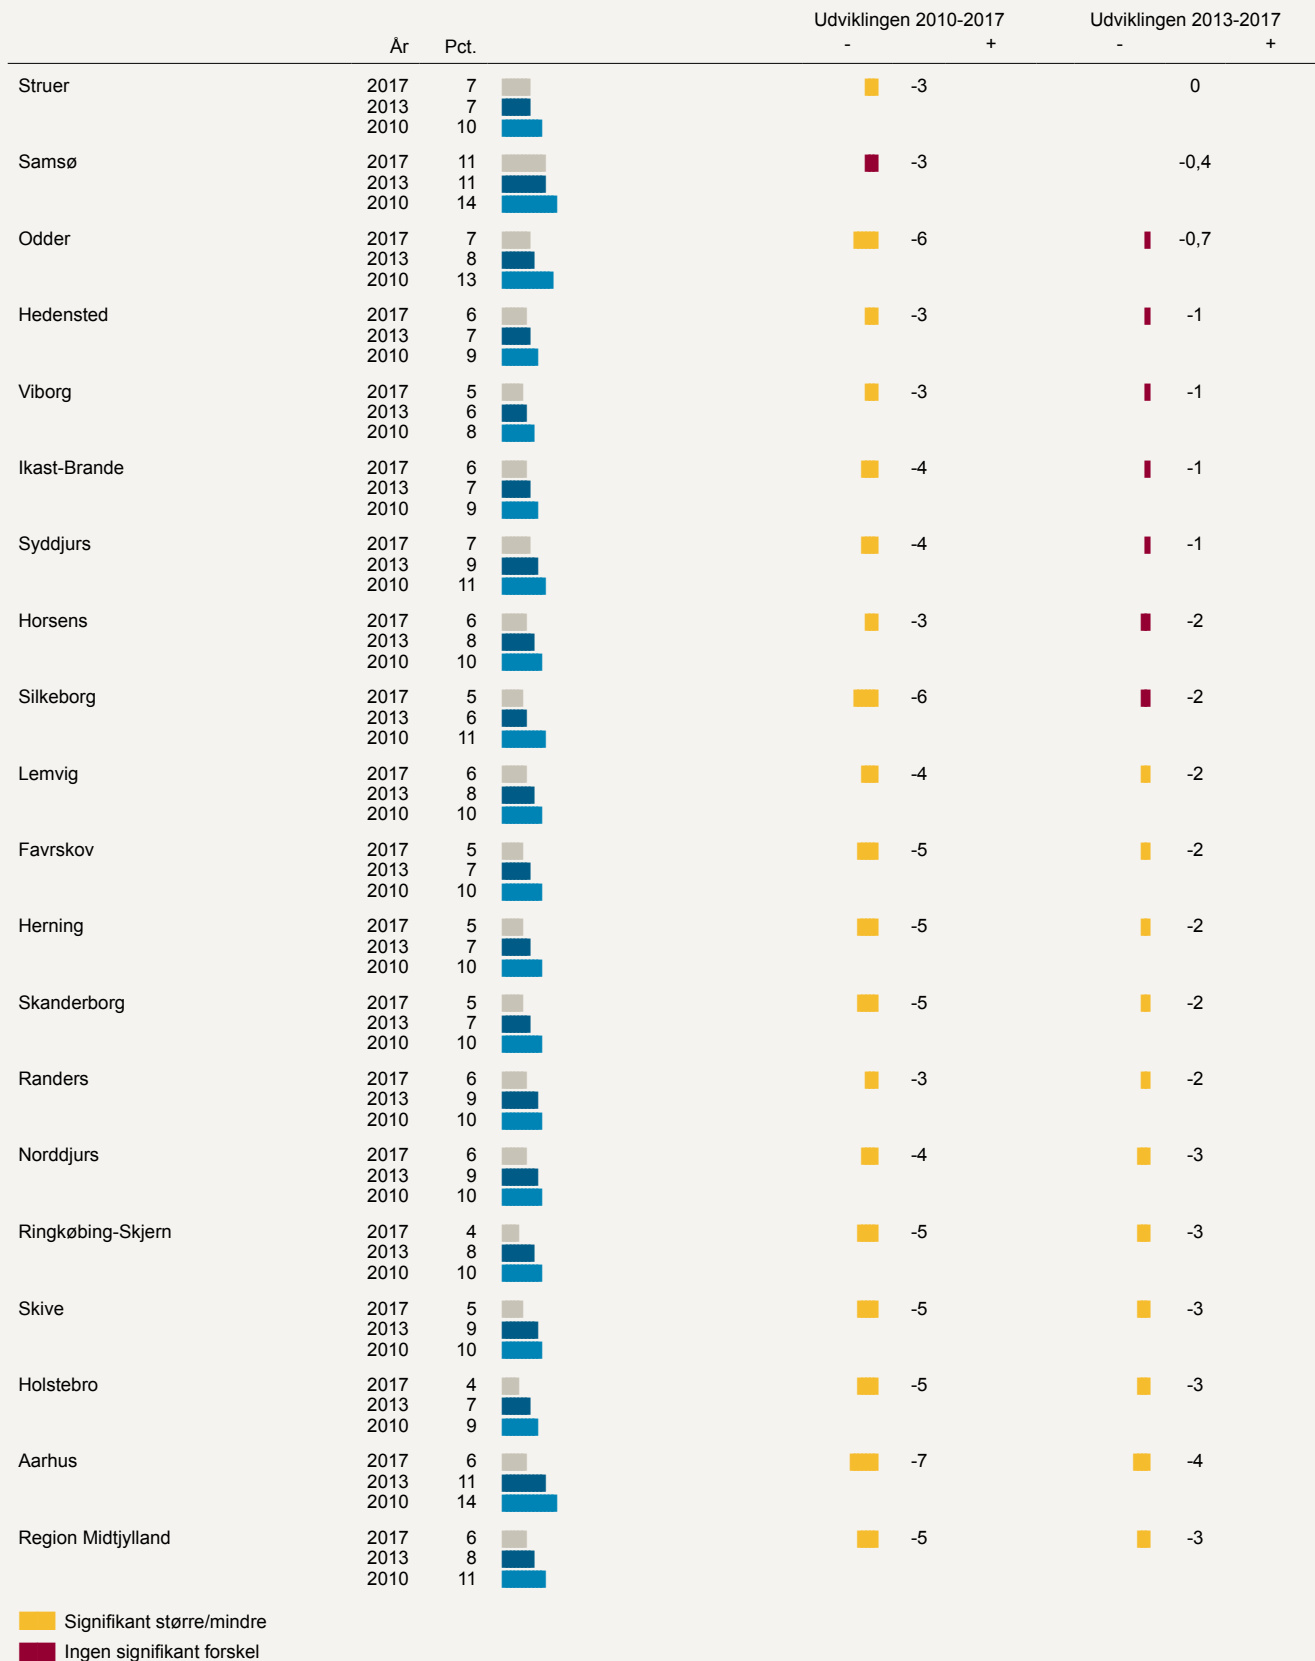 Udviklingen 2010-2017 Udviklingen 2013-2017
År Pct. - + - +
Struer 2017 7 -3 0
2013 7
2010 10
Samsø 2017 11 -3 -0,4
2013 11
2010 14
Odder 2017 7 -6 -0,7
2013 8
2010 13
Hedensted 2017 6 -3 -1
2013 7
2010 9
Viborg 2017 5 -3 -1
2013 6
2010 8
Ikast-Brande 2017 6 -4 -1
2013 7
2010 9
Syddjurs 2017 7 -4 -1
2013 9
2010 11
Horsens 2017 6 -3 -2
2013 8
2010 10
Silkeborg 2017 5 -6 -2
2013 6
2010 11
Lemvig 2017 6 -4 -2
2013 8
2010 10
Favrskov 2017 5 -5 -2
2013 7
2010 10
Herning 2017 5 -5 -2
2013 7
2010 10
Skanderborg 2017 5 -5 -2
2013 7
2010 10
Randers 2017 6 -3 -2
2013 9
2010 10
Norddjurs 2017 6 -4 -3
2013 9
2010 10
Ringkøbing-Skjern 2017 4 -5 -3
2013 8
2010 10
Skive 2017 5 -5 -3
2013 9
2010 10
Holstebro 2017 4 -5 -3
2013 7
2010 9
Aarhus 2017 6 -7 -4
2013 11
2010 14
Region Midtjylland 2017 6 -5 -3
2013 8
2010 11
Signifikant større/mindre
Ingen signifikant forskel